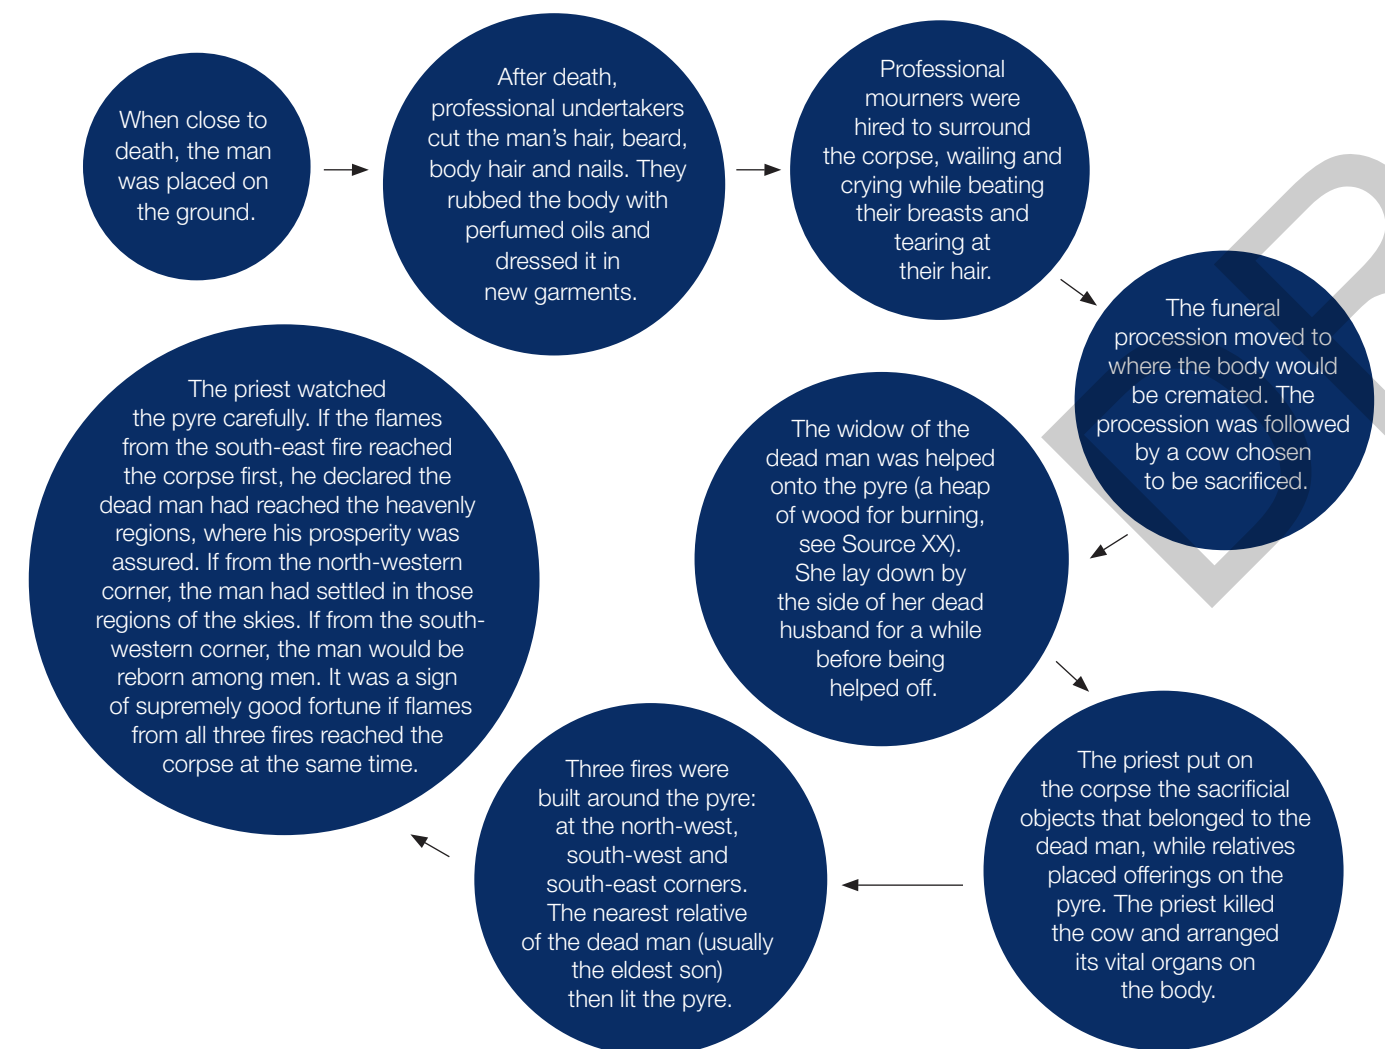 When close to
death, the man
was placed on
the ground.
After death,
professional undertakers
cut the man’s hair, beard,
body hair and nails. They
rubbed the body with
perfumed oils and
dressed it in
new garments.
Professional
mourners were
hired to surround
the corpse, wailing and
crying while beating
their breasts and
tearing at
their hair.
The funeral
procession moved to
where the body would
be cremated. The
procession was followed
by a cow chosen
to be sacrificed.
The widow of the
dead man was helped
onto the pyre (a heap
of wood for burning,
see Source XX).
She lay down by
the side of her dead
husband for a while
before being
helped off.
The priest put on
the corpse the sacrificial
objects that belonged to the
dead man, while relatives
placed offerings on the
pyre. The priest killed
the cow and arranged
its vital organs on
the body.
Three fires were
built around the pyre:
at the north-west,
south-west and
south-east corners.
The nearest relative
of the dead man (usually
the eldest son)
then lit the pyre.
The priest watched
the pyre carefully. If the flames
from the south-east fire reached
the corpse first, he declared the
dead man had reached the heavenly
regions, where his prosperity was
assured. If from the north-western
corner, the man had settled in those
regions of the skies. If from the south-
western corner, the man would be
reborn among men. It was a sign
of supremely good fortune if flames
from all three fires reached the
corpse at the same time.